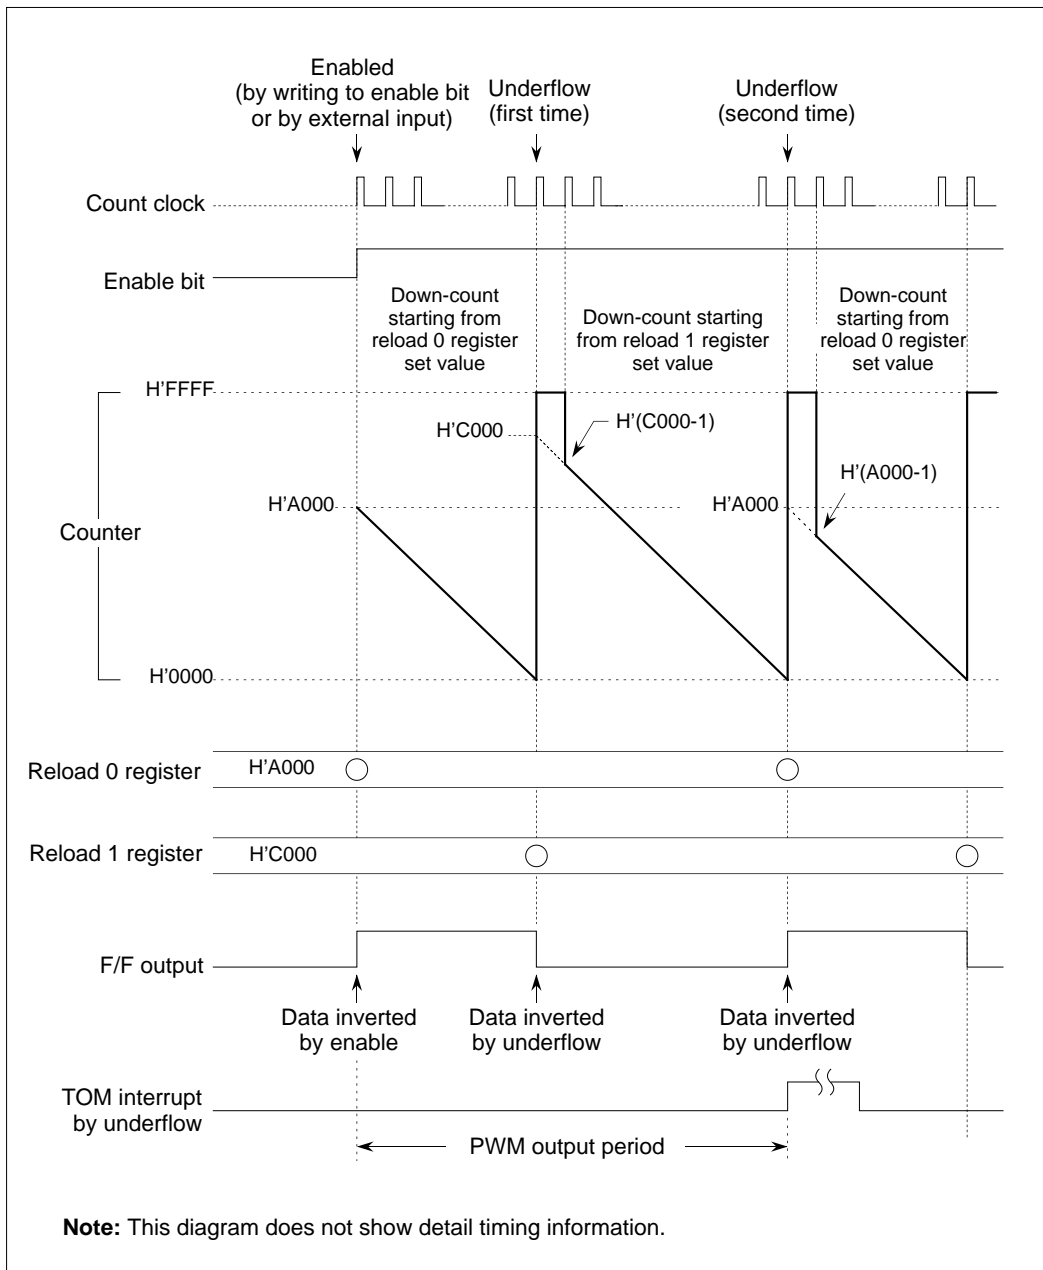 Enabled
(by writing to enable bit
or by external input)
Underflow
(first time)
Underflow
(second time)
Count clock
Enable bit
Down-count
starting from
reload 0 register
set value
Down-count starting
from reload 1 register
set value
Down-count
starting from
reload 0 register
set value
H'FFFF
H'C000
H'(C000-1)
H'(A000-1)
H'A000
H'A000
Counter
H'0000
Reload 0 register
H'A000
Reload 1 register
H'C000
F/F output
Data inverted
by enable
Data inverted
by underflow
Data inverted
by underflow
TOM interrupt
by underflow
PWM output period
Note: This diagram does not show detail timing information.